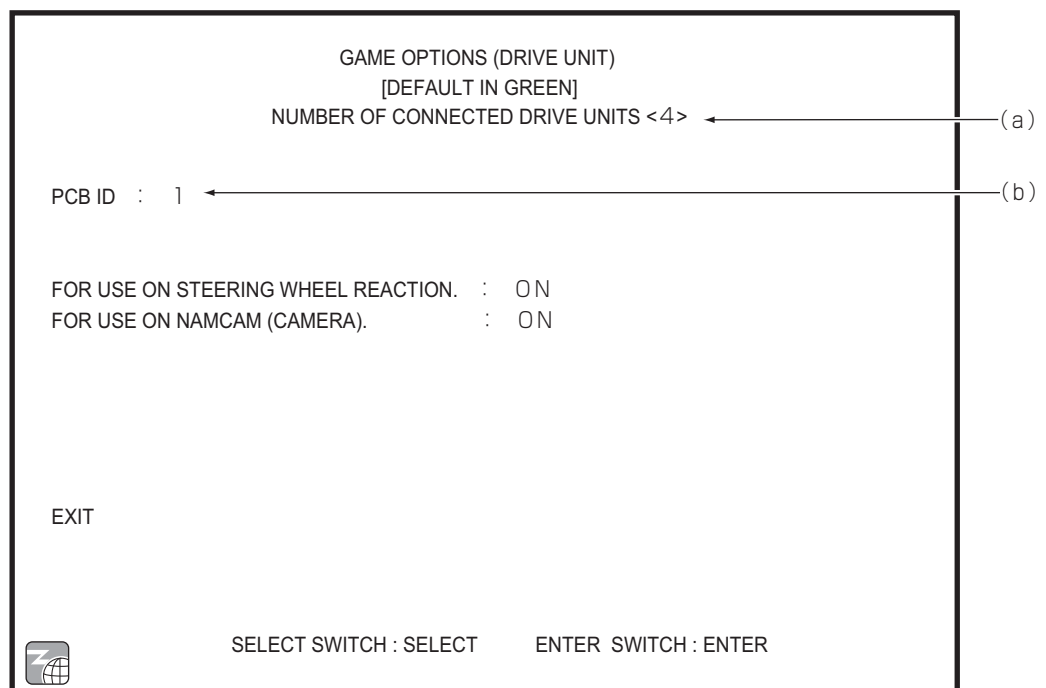 GAME OPTIONS (DRIVE UNIT)
[DEFAULT IN GREEN]
NUMBER OF CONNECTED DRIVE UNITS <4>
(a)
PCB ID : 1
(b)
FOR USE ON STEERING WHEEL REACTION. : ON
FOR USE ON NAMCAM (CAMERA). : ON
EXIT
SELECT SWITCH : SELECT ENTER SWITCH : ENTER